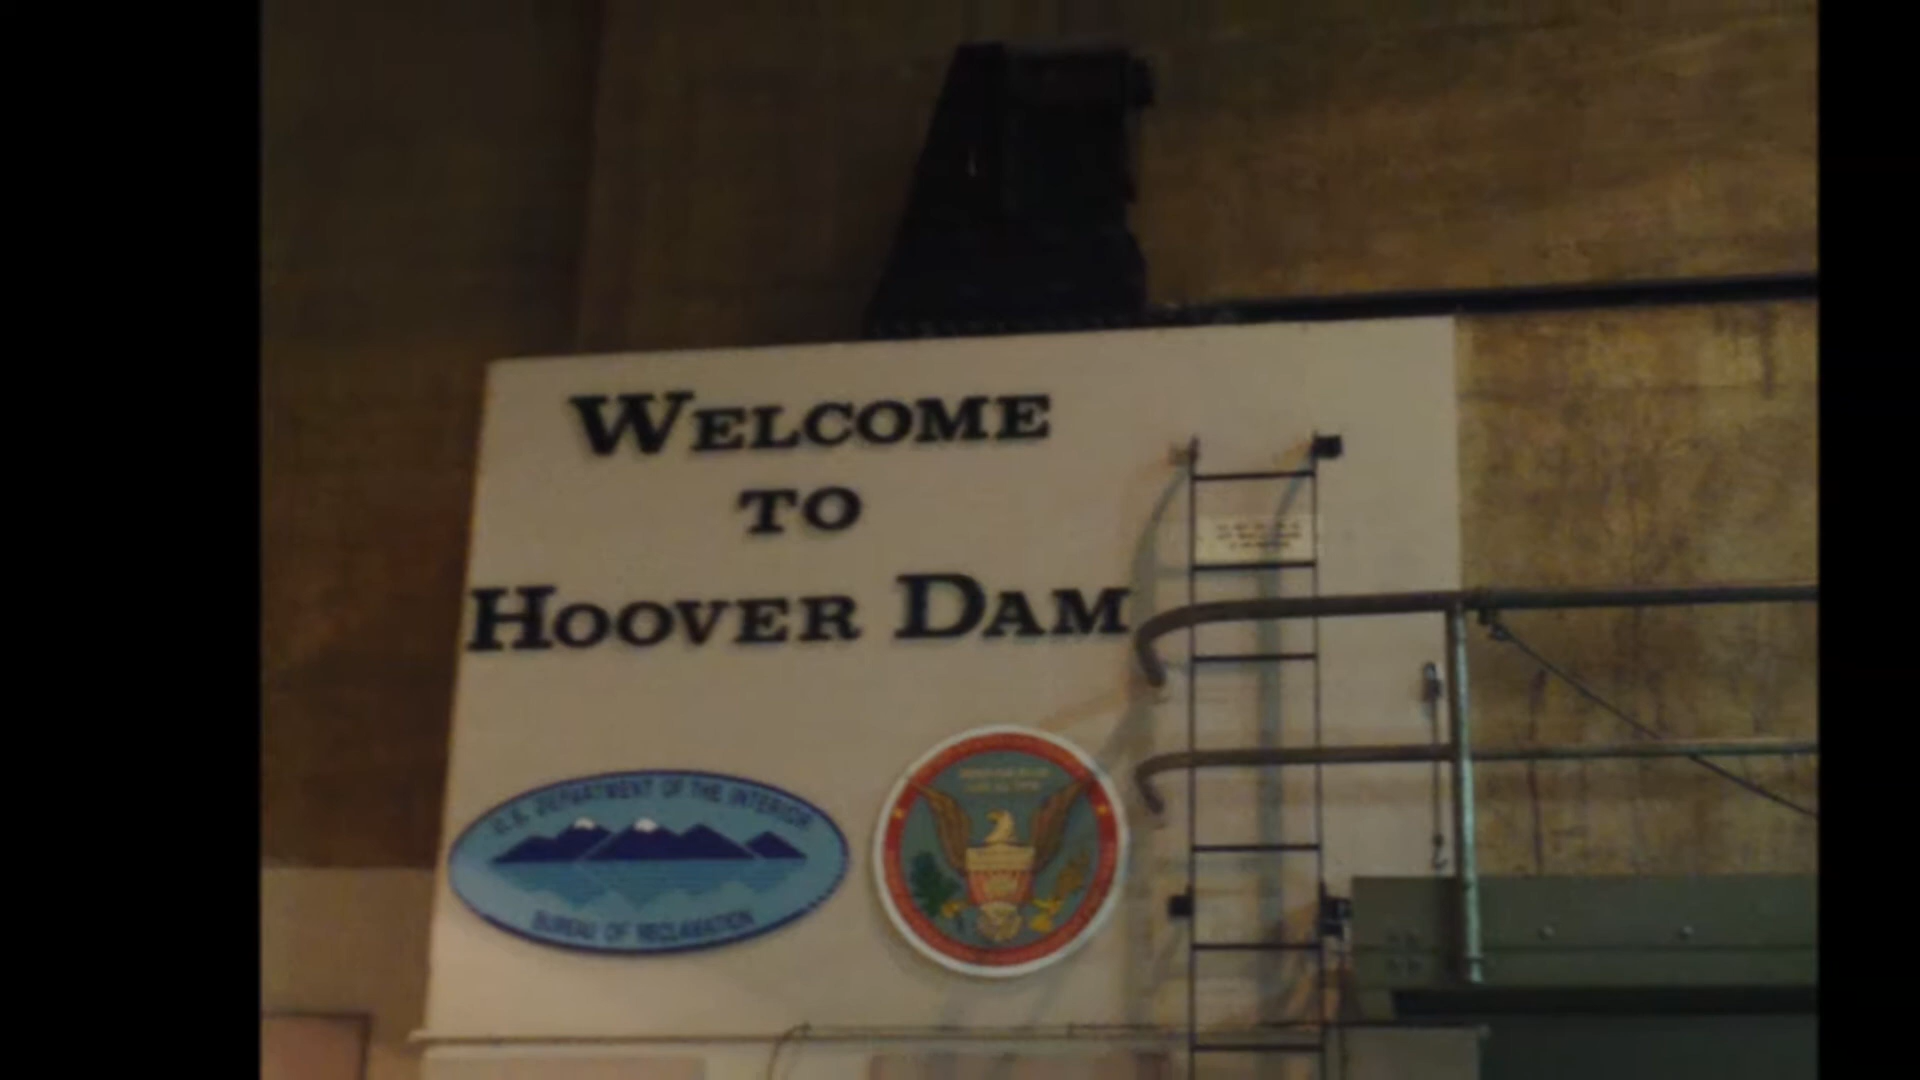 WELCOME
TO
HOOVER DAM
U.S. DEPARTMENT OF THE INTERIOR
BUREAU OF RECLAMATION